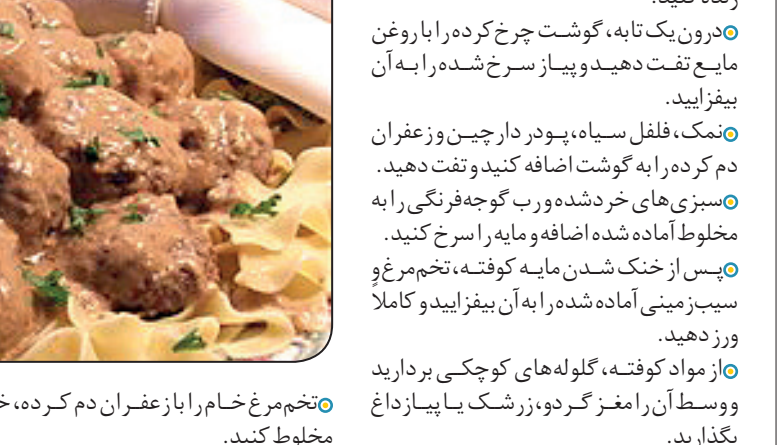 رنده کنید.
درون یک تابه، گوشت چرخ کرده را با روغن
مایع تفت دهید و پیاز سرخ شده را به آن
بیفزایید.
نمک، فلفل سیاه، پودر دارچین و زعفران
دم کرده را به گوشت اضافه کنید و تفت دهید.
سبزی‌های خرد شده و رب گوجه‌فرنگی را به
مخلوط آماده شده اضافه و مایه را سرخ کنید.
پس از خنک شدن مایه کوفته، تخم‌مرغ و
سیب‌زمینی آماده شده را به آن بیفزایید و کاملاً
ورز دهید.
از مواد کوفته، گلوله‌های کوچکی بردارید
و وسط آن را مغز گردو، زرشک یا پیاز داغ
بگذارید.
تخم‌مرغ خام را با زعفران دم کرده،
مخلوط کنید.